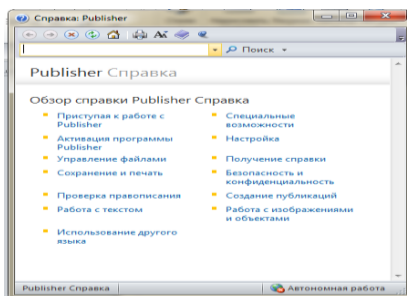 Справка: Publisher
Поиск
Publisher Справка
Обзор справки Publisher Справка
Приступая к работе с
Publisher
Специальные
возможности
Активация программы
Publisher
Настройка
Управление файлами
Получение справки
Сохранение и печать
Безопасность и
конфиденциальность
Проверка правописания
Создание публикаций
Работа с текстом
Работа с изображениями
и объектами
Использование другого
языка
Publisher Справка
Автономная работа